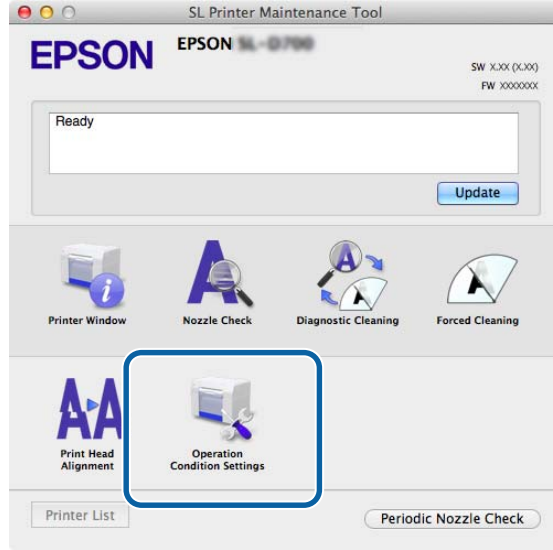 SL Printer Maintenance Tool
EPSON
EPSON
SW X.XX (X.XX)
FW XXXXXXX
Ready
Update
Printer Window
Nozzle Check
Diagnostic Cleaning
Forced Cleaning
Print Head
Alignment
Operation
Condition Settings
Printer List
Periodic Nozzle Check